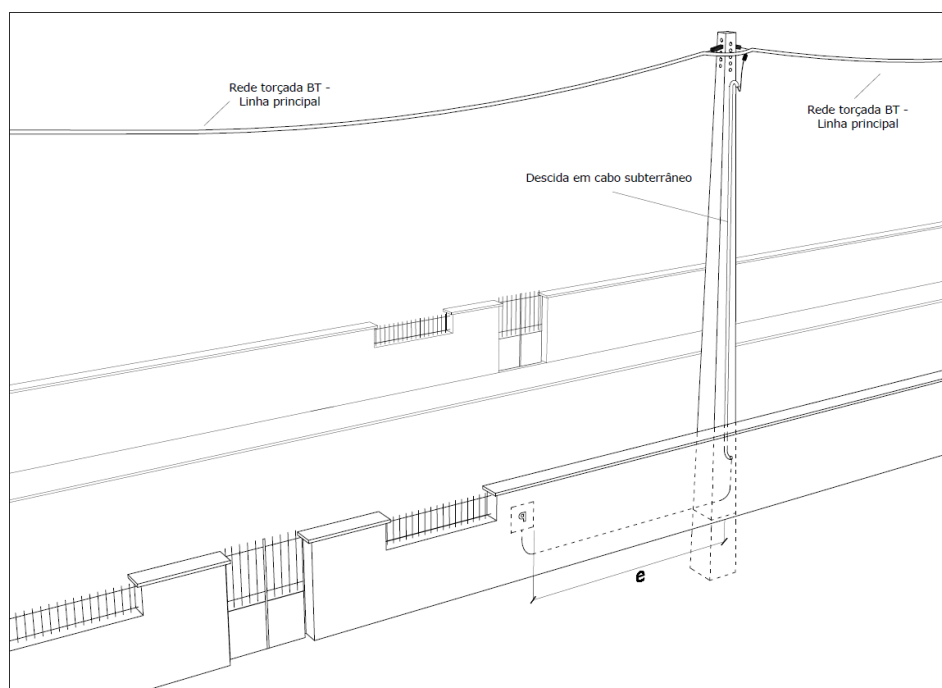 Rede torçada BT -
Linha principal
Rede torçada BT -
Linha principal
Descida em cabo subterrâneo
e